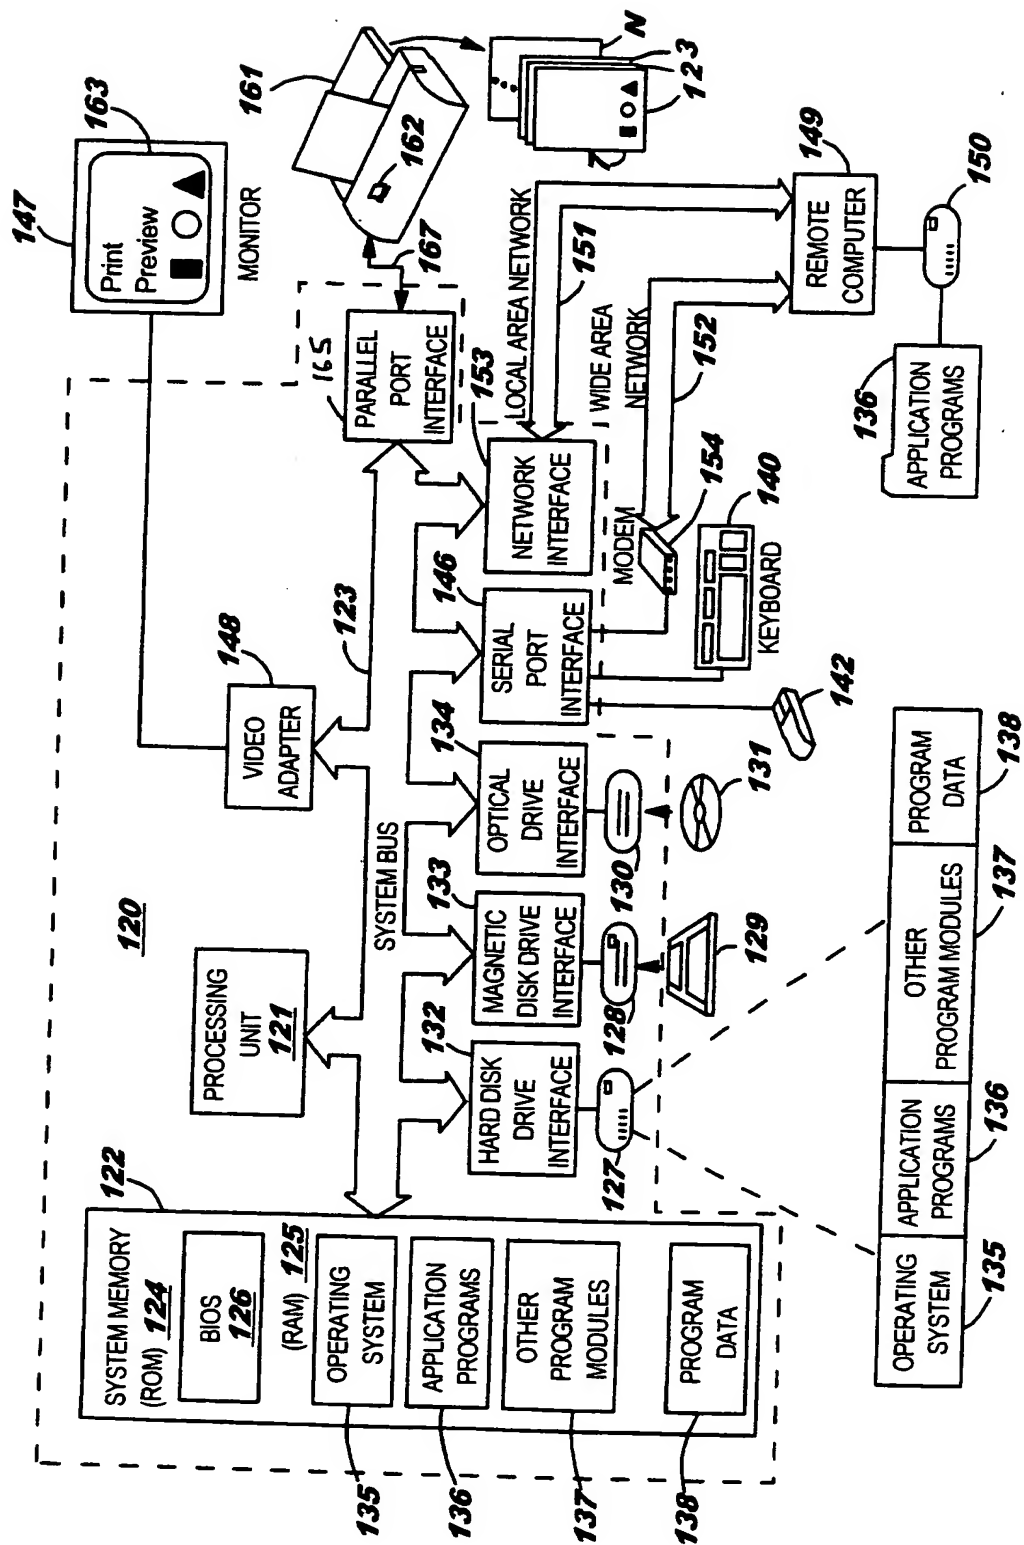 120
SYSTEM MEMORY
(ROM) 124
122
BIOS
126
(RAM) 125
OPERATING
SYSTEM
135
APPLICATION
PROGRAMS
136
OTHER
PROGRAM
MODULES
137
PROGRAM
DATA
138
PROCESSING
UNIT 121
VIDEO
ADAPTER
148
147
Print
Preview
163
MONITOR
SYSTEM BUS
123
HARD DISK
DRIVE
INTERFACE
132
MAGNETIC
DISK DRIVE
INTERFACE
133
OPTICAL
DRIVE
INTERFACE
134
SERIAL
PORT
INTERFACE
146
NETWORK
INTERFACE
153
PARALLEL
PORT
INTERFACE
165
167
161
162
N
3
2
1
127
128
129
130
131
142
KEYBOARD
140
MODEM
154
LOCAL AREA NETWORK
151
WIDE AREA
NETWORK
152
REMOTE
COMPUTER
149
150
APPLICATION
PROGRAMS
136
OPERATING
SYSTEM
135
APPLICATION
PROGRAMS
136
OTHER
PROGRAM MODULES
137
PROGRAM
DATA
138